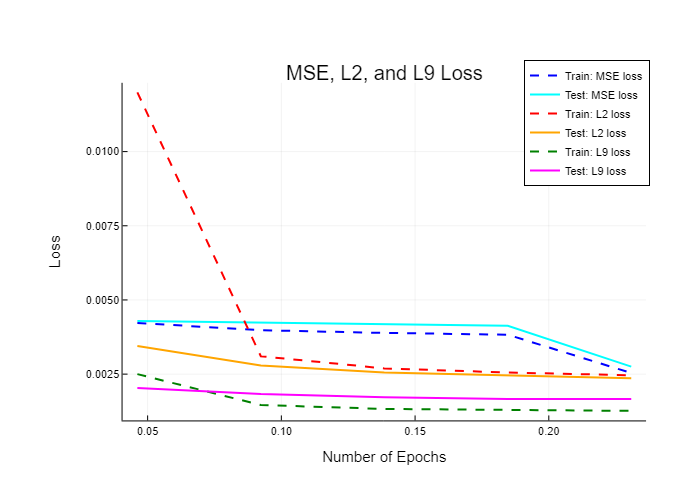 MSE, L2, and L9 Loss
Train: MSE loss
Test: MSE loss
Train: L2 loss
Test: L2 loss
Train: L9 loss
Test: L9 loss
Loss
0.0100
0.0075
0.0050
0.0025
0.05 0.10 0.15 0.20
Number of Epochs